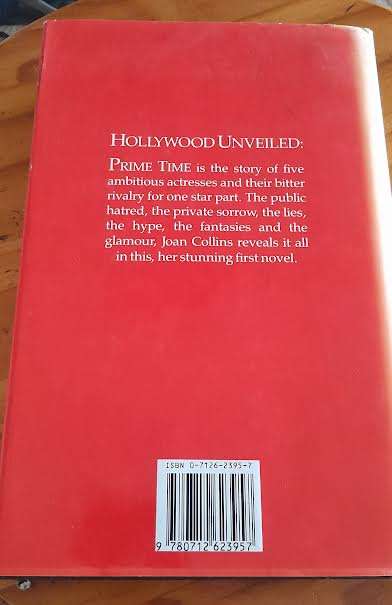 HOLLYWOOD UNVEILED:
PRIME TIME is the story of five
ambitious actresses and their bitter
rivalry for one star part. The public
hatred, the private sorrow, the lies,
the hype, the fantasies and the
glamour, Joan Collins reveals it all
in this, her stunning first novel.
ISBN 0-7126-2395-7
9 780712 623957